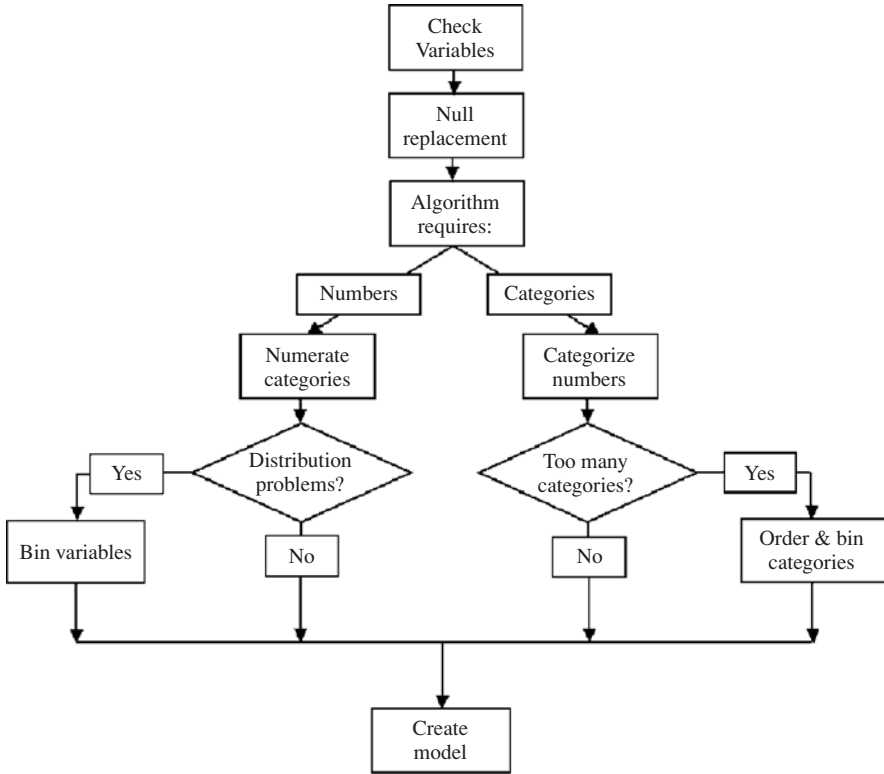 Check
Variables
Null
replacement
Algorithm
requires:
Numbers
Categories
Numerate
categories
Categorize
numbers
Yes
Distribution
problems?
Too many
categories?
Yes
Bin variables
No
No
Order & bin
categories
Create
model